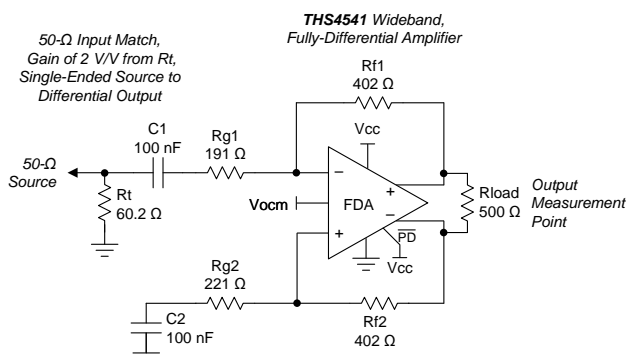 THS4541 Wideband,
Fully-Differential Amplifier
50-Ω Input Match,
Gain of 2 V/V from Rt,
Single-Ended Source to
Differential Output
Rf1
402 Ω
C1
100 nF
Rg1
191 Ω
Vcc
50-Ω
Source
Rt
60.2 Ω
Vocm
−
+
FDA
+
−
PD
Vcc
Rload
500 Ω
Output
Measurement
Point
Rg2
221 Ω
C2
100 nF
Rf2
402 Ω